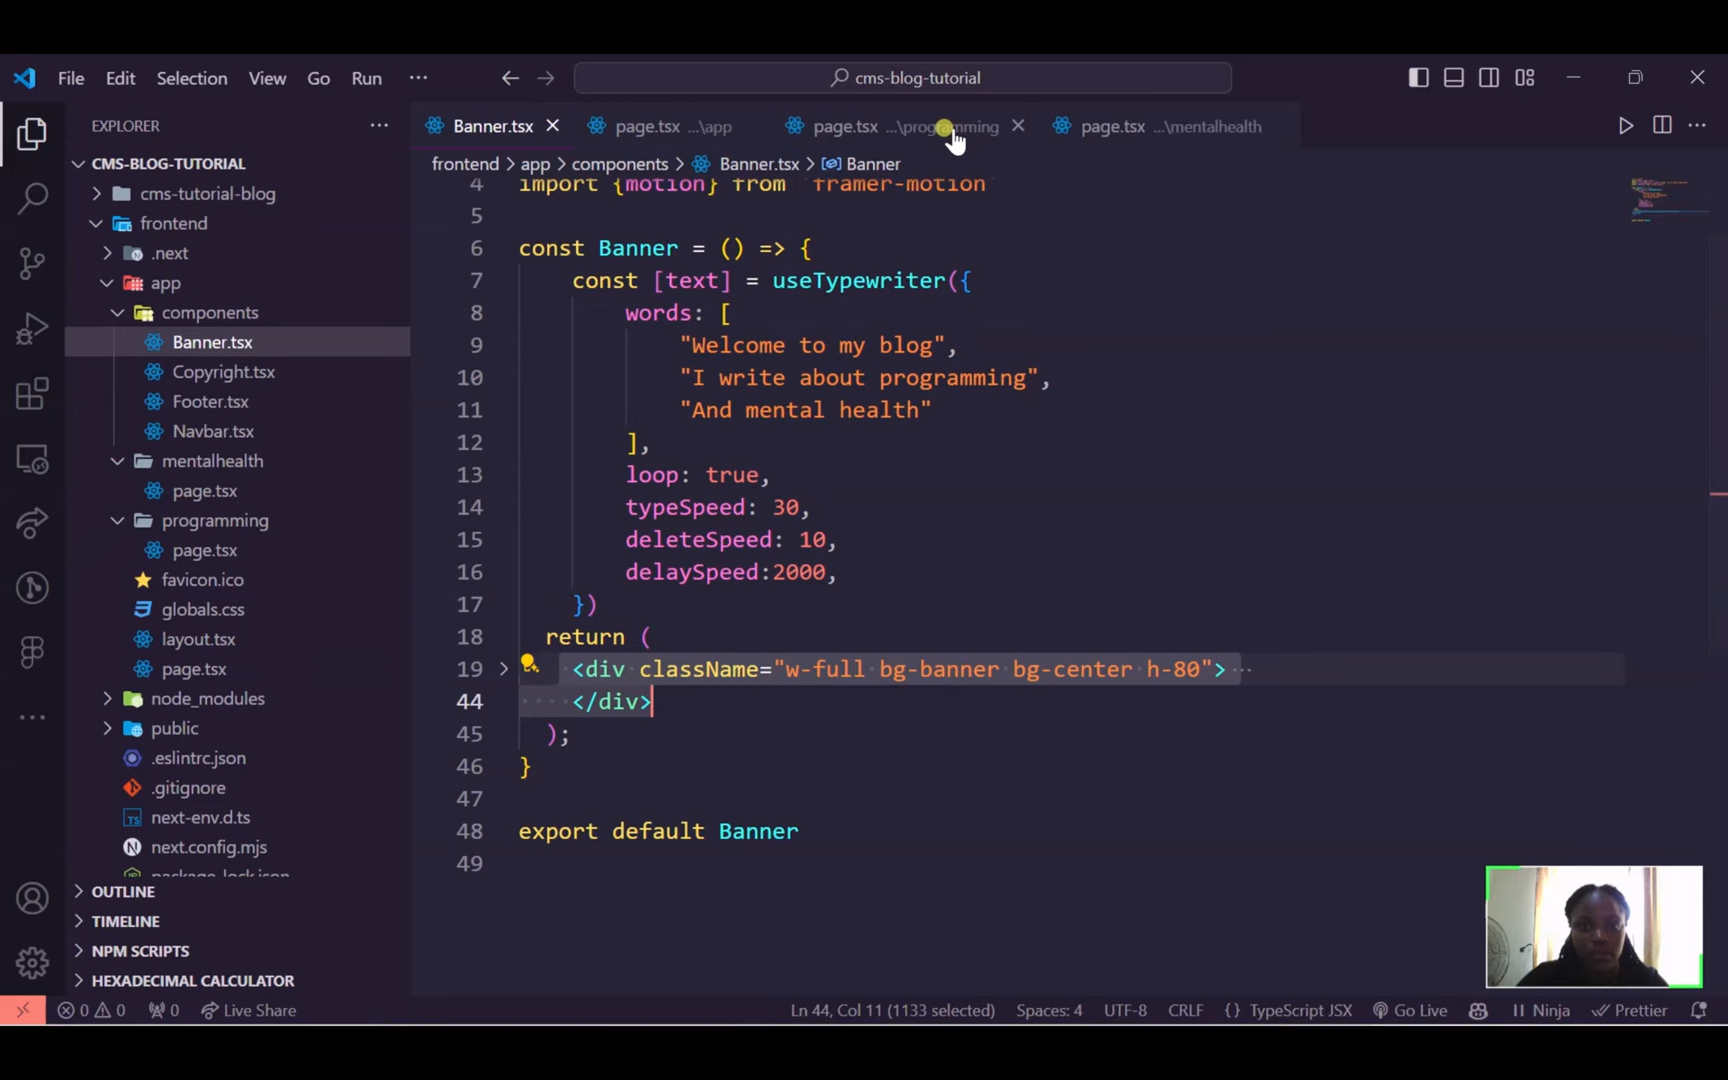 File Edit Selection View Go Run ··· cms-blog-tutorial
EXPLORER
CMS-BLOG-TUTORIAL
cms-tutorial-blog
frontend
.next
app
components
Banner.tsx
Copyright.tsx
Footer.tsx
Navbar.tsx
mentalhealth
page.tsx
programming
page.tsx
favicon.ico
globals.css
layout.tsx
page.tsx
node_modules
public
.eslintrc.json
.gitignore
next-env.d.ts
next.config.mjs
package-lock.json
OUTLINE
TIMELINE
NPM SCRIPTS
HEXADECIMAL CALCULATOR
Banner.tsx page.tsx ...\app page.tsx ...\programming page.tsx ...\mentalhealth
frontend > app > components > Banner.tsx > Banner
4 import {motion} from 'framer-motion'
5
6 const Banner = () => {
7 const [text] = useTypewriter({
8 words: [
9 "Welcome to my blog",
10 "I write about programming",
11 "And mental health"
12 ],
13 loop: true,
14 typeSpeed: 30,
15 deleteSpeed: 10,
16 delaySpeed:2000,
17 })
18 return (
19 <div className="w-full bg-banner bg-center h-80"> ···
44 </div>
45 );
46 }
47
48 export default Banner
49
0 0 0 Live Share Ln 44, Col 11 (1133 selected) Spaces: 4 UTF-8 CRLF {} TypeScript JSX Go Live Ninja Prettier